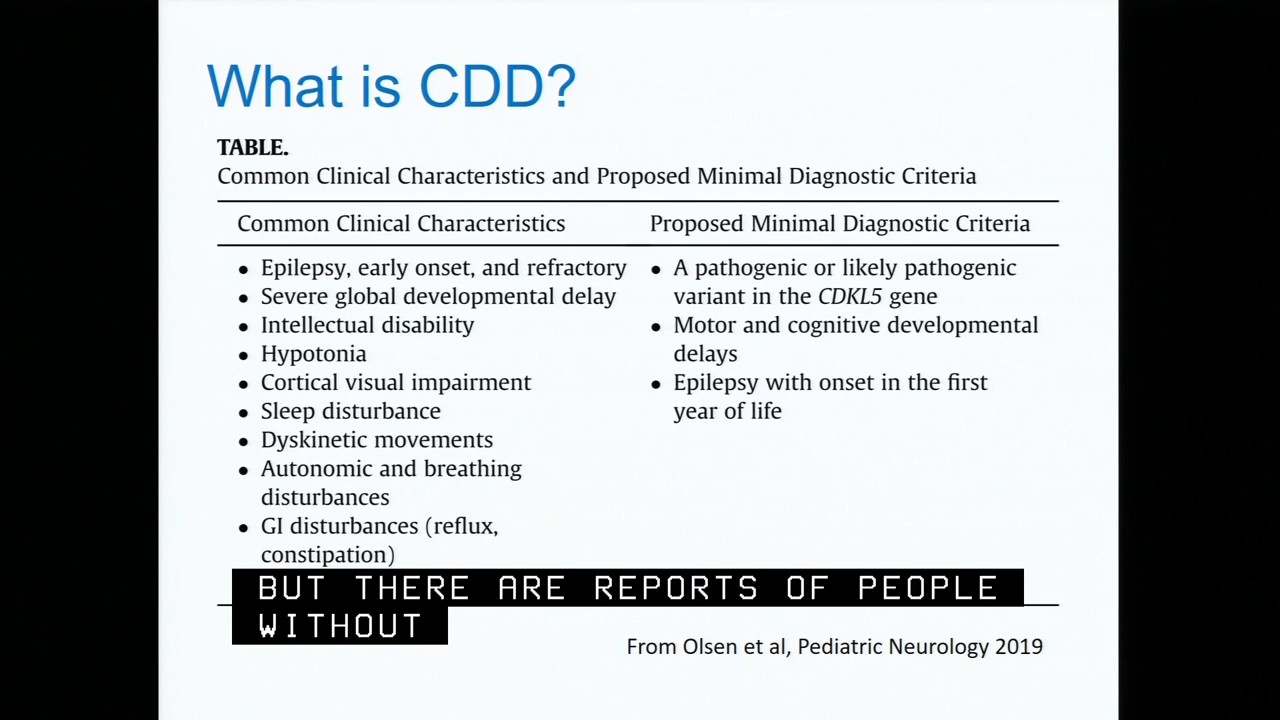 What is CDD?
TABLE.
Common Clinical Characteristics and Proposed Minimal Diagnostic Criteria
Common Clinical Characteristics
Proposed Minimal Diagnostic Criteria
• Epilepsy, early onset, and refractory
• Severe global developmental delay
• Intellectual disability
• Hypotonia
• Cortical visual impairment
• Sleep disturbance
• Dyskinetic movements
• Autonomic and breathing
disturbances
• GI disturbances (reflux,
constipation)
• A pathogenic or likely pathogenic
variant in the CDKL5 gene
• Motor and cognitive developmental
delays
• Epilepsy with onset in the first
year of life
BUT THERE ARE REPORTS OF PEOPLE
WITHOUT
From Olsen et al, Pediatric Neurology 2019